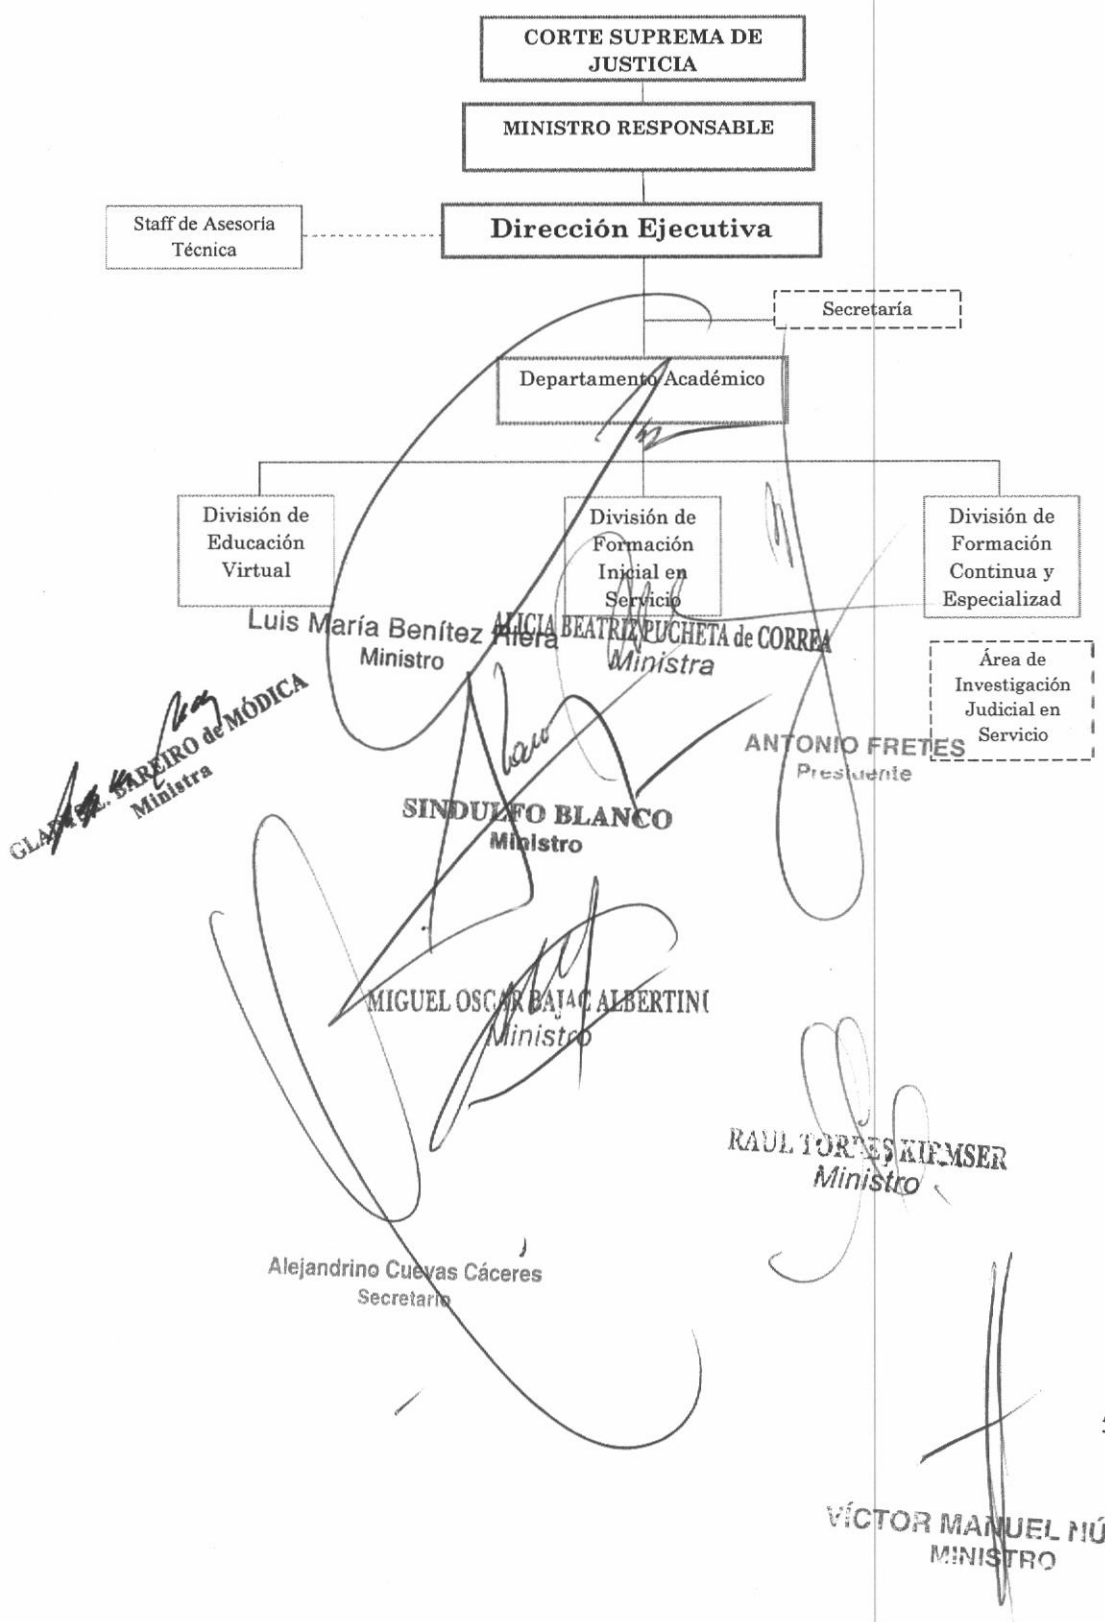 CORTE SUPREMA DE
JUSTICIA
MINISTRO RESPONSABLE
Staff de Asesoría
Técnica
Dirección Ejecutiva
Secretaría
Departamento Académico
División de
Educación
Virtual
División de
Formación
Inicial en
Servicio
División de
Formación
Continua y
Especializad
Luis María Benítez Riera
Ministro
ALICIA BEATRIZ PUCHETA de CORREA
Ministra
Área de
Investigación
Judicial en
Servicio
BAREIRO de MÓDICA
Ministra
ANTONIO FRETES
Presidente
SINDULFO BLANCO
Ministro
MIGUEL OSCAR BAJAC ALBERTINI
Ministro
RAUL TORRES KIRMSER
Ministro
Alejandrino Cuevas Cáceres
Secretario
VÍCTOR MANUEL NÚ
MINISTRO